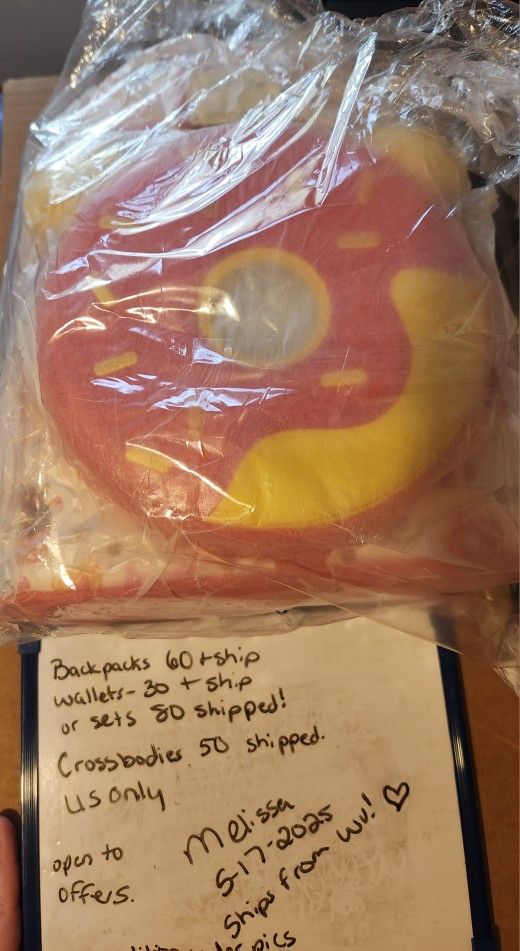 Backpacks 60 + ship
wallets - 30 + ship
or sets 80 shipped!
Crossbodies 50 shipped.
US only
open to
offers.
Melissa
5-17-2025
Ships from WV! ♡
pics